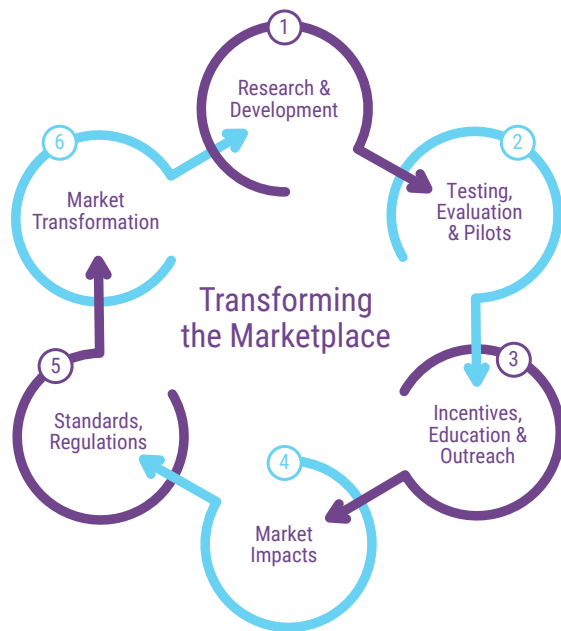 1
Research &
Development
2
Testing,
Evaluation
& Pilots
3
Incentives,
Education &
Outreach
4
Market
Impacts
5
Standards,
Regulations
6
Market
Transformation
Transforming
the Marketplace